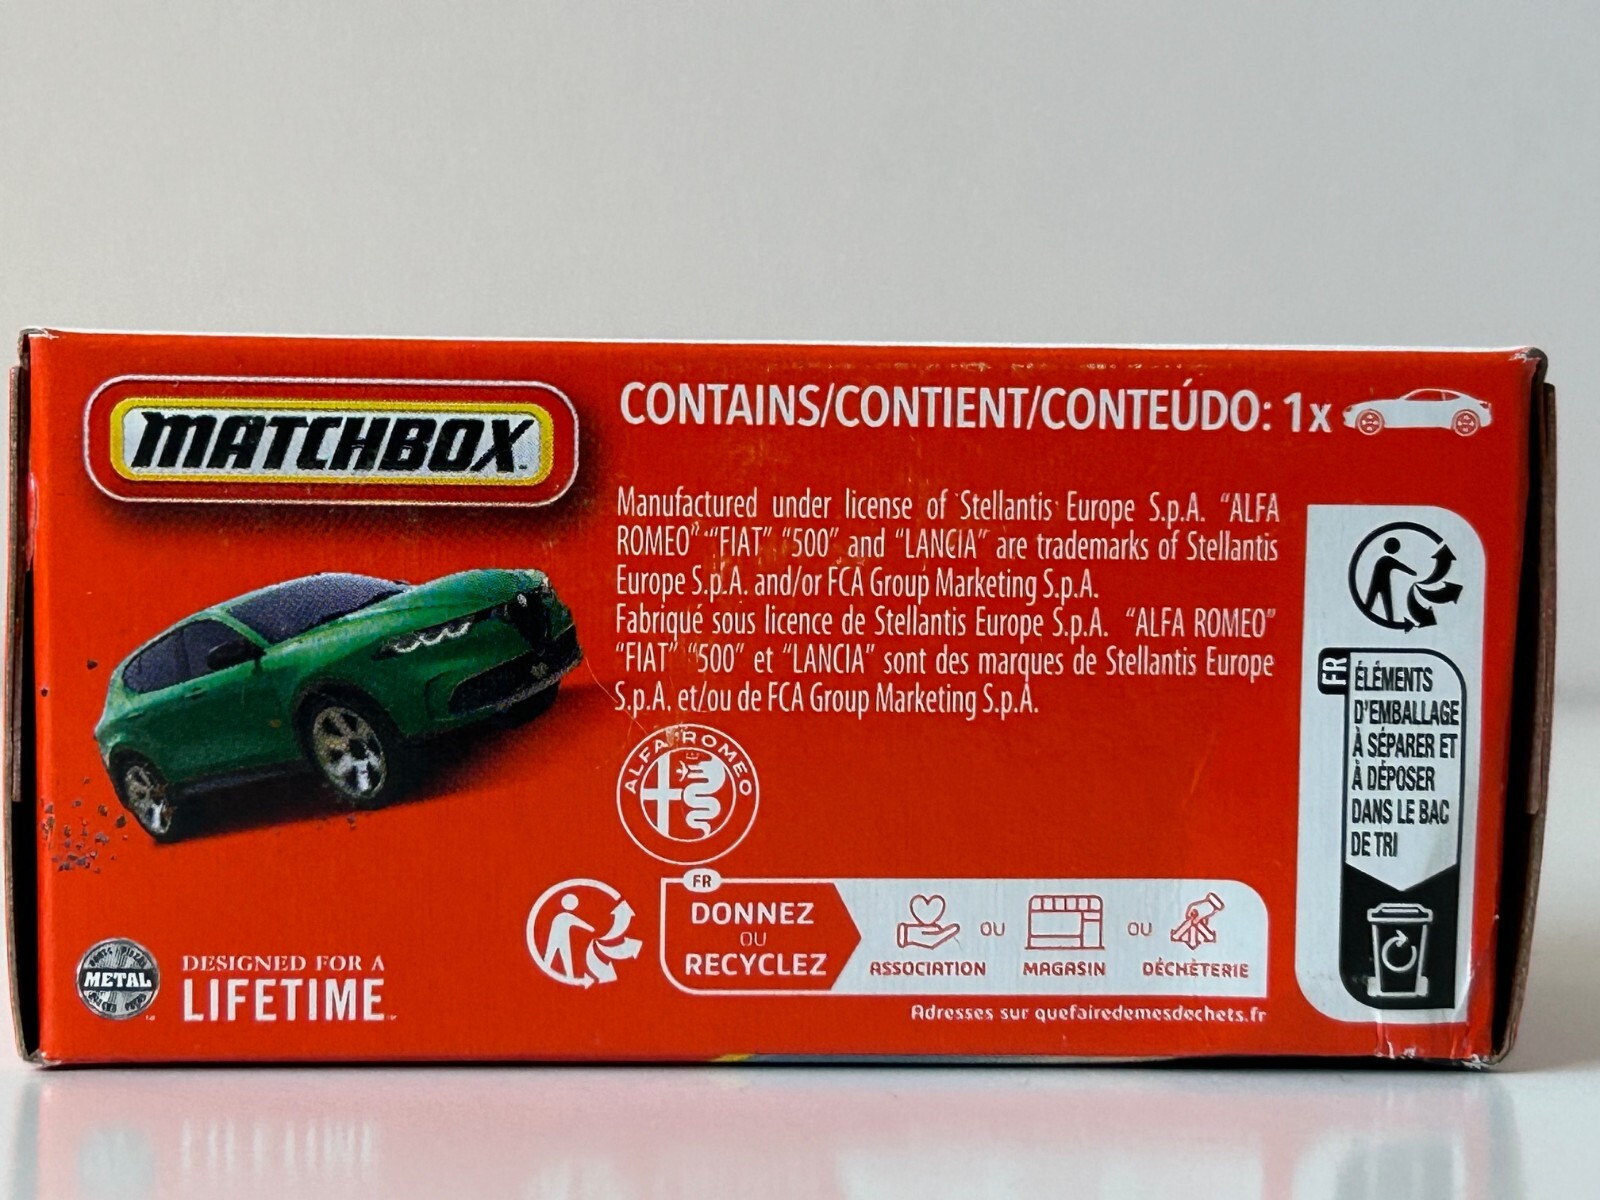 MATCHBOX
CONTAINS/CONTIENT/CONTEÚDO: 1x
Manufactured under license of Stellantis Europe S.p.A. “ALFA
ROMEO” “FIAT” “500” and “LANCIA” are trademarks of Stellantis
Europe S.p.A. and/or FCA Group Marketing S.p.A.
Fabriqué sous licence de Stellantis Europe S.p.A. “ALFA ROMEO”
“FIAT” “500” et “LANCIA” sont des marques de Stellantis Europe
S.p.A. et/ou de FCA Group Marketing S.p.A.
ALFA ROMEO
FR
ÉLÉMENTS
D'EMBALLAGE
À SÉPARER ET
À DÉPOSER
DANS LE BAC
DE TRI
FR
DONNEZ
OU
RECYCLEZ
ASSOCIATION OU MAGASIN OU DÉCHÈTERIE
Adresses sur quefairedemesdechets.fr
METAL
DESIGNED FOR A
LIFETIME